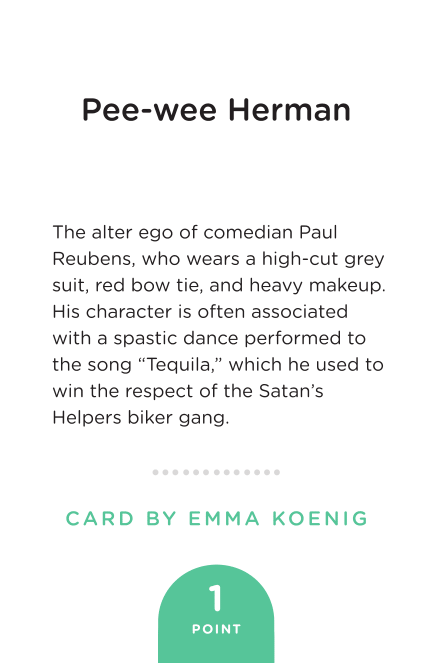 Pee-wee Herman
The alter ego of comedian Paul
Reubens, who wears a high-cut grey
suit, red bow tie, and heavy makeup.
His character is often associated
with a spastic dance performed to
the song “Tequila,” which he used to
win the respect of the Satan’s
Helpers biker gang.
CARD BY EMMA KOENIG
1
POINT